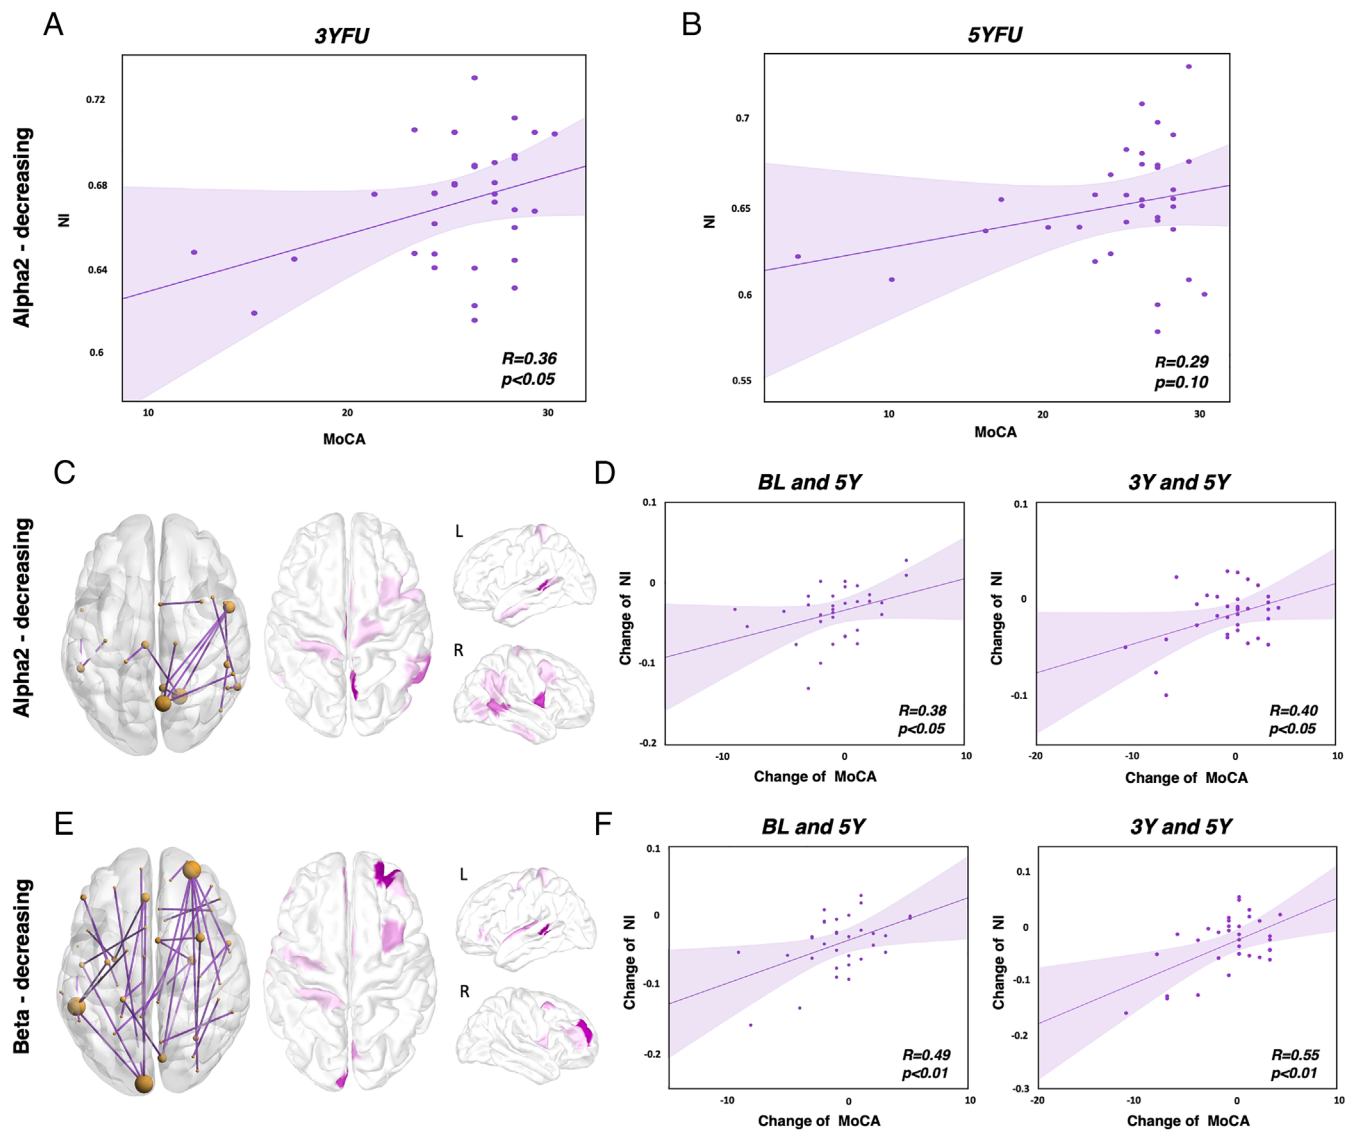 A
3YFU
Alpha2 - decreasing
NI
0.72
0.68
0.64
0.6
R=0.36
p<0.05
10
20
30
MoCA
B
5YFU
NI
0.7
0.65
0.6
0.55
R=0.29
p=0.10
10
20
30
MoCA
C
Alpha2 - decreasing
L
R
D
BL and 5Y
Change of NI
0.1
0
-0.1
-0.2
R=0.38
p<0.05
-10
0
10
Change of MoCA
3Y and 5Y
Change of NI
0.1
0
-0.1
R=0.40
p<0.05
-20
-10
0
10
Change of MoCA
E
Beta - decreasing
L
R
F
BL and 5Y
Change of NI
0.1
0
-0.1
-0.2
R=0.49
p<0.01
-10
0
10
Change of MoCA
3Y and 5Y
Change of NI
0.1
0
-0.1
-0.2
-0.3
R=0.55
p<0.01
-20
-10
0
10
Change of MoCA